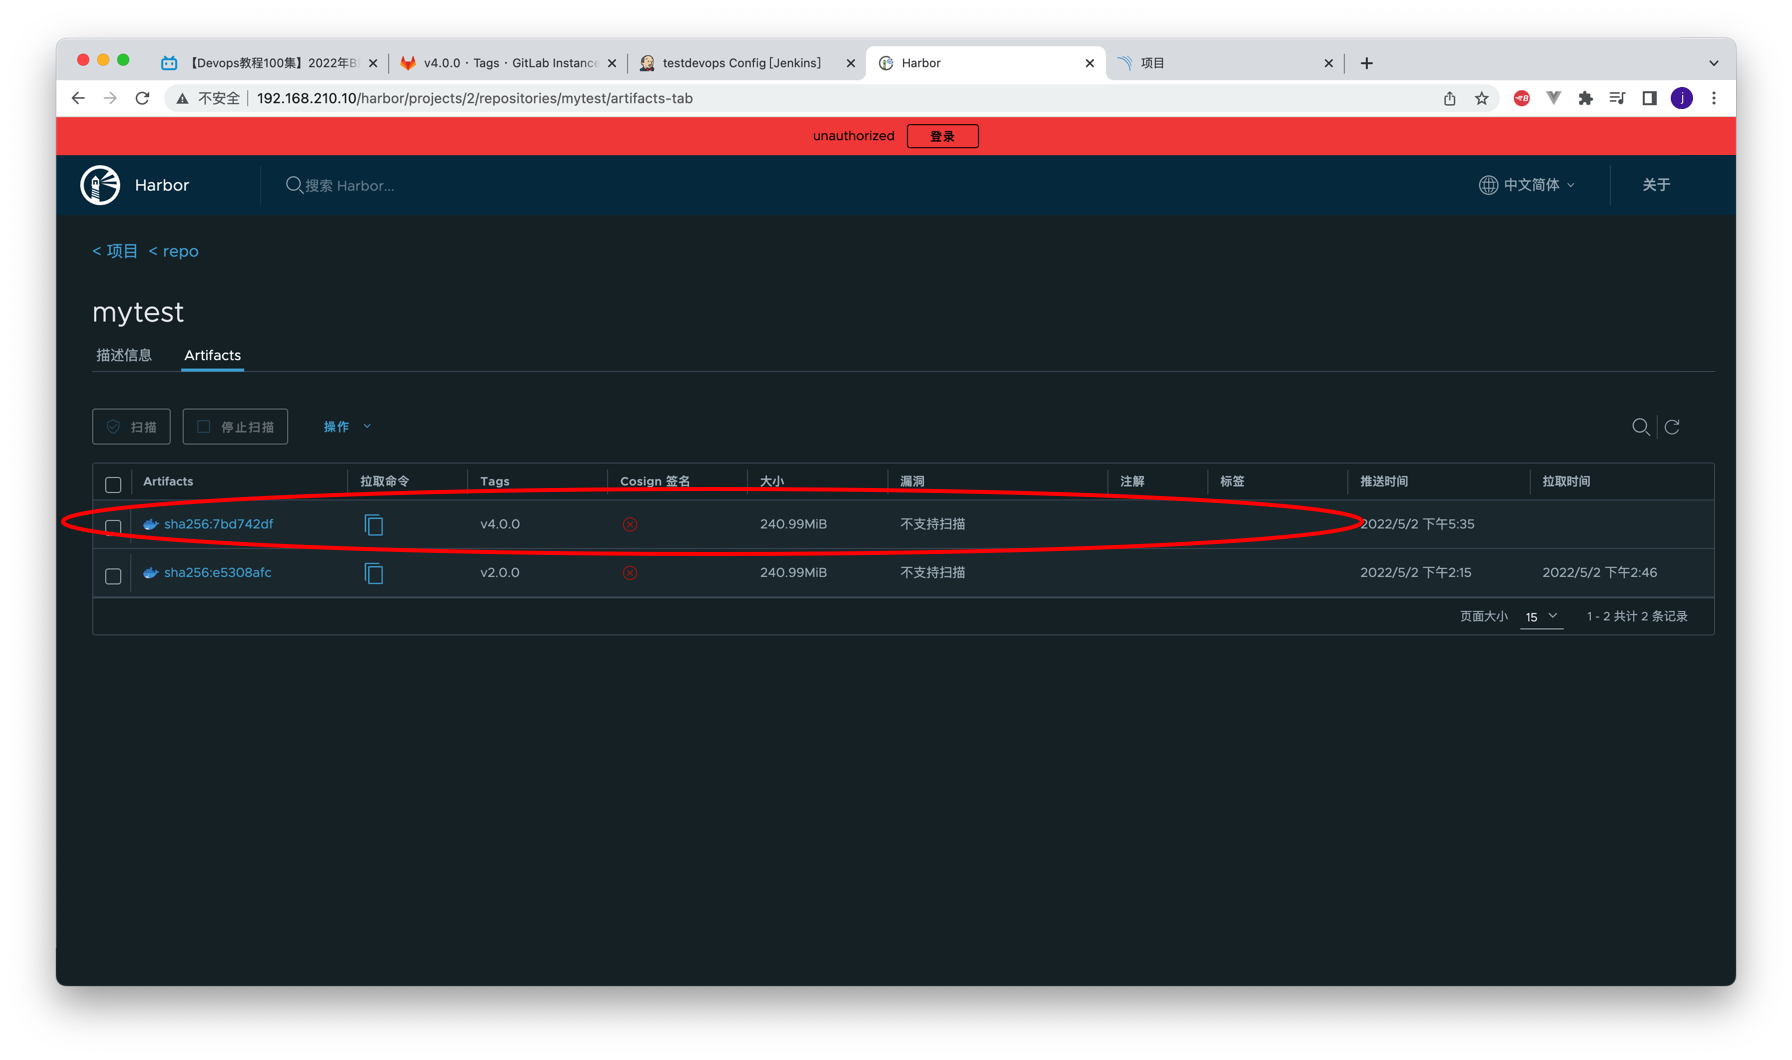 【Devops教程100集】2022年B
v4.0.0 · Tags · GitLab Instance
testdevops Config [Jenkins]
Harbor
项目
不安全
192.168.210.10/harbor/projects/2/repositories/mytest/artifacts-tab
j
unauthorized
登录
Harbor
搜索 Harbor...
中文简体
关于
< 项目 < repo
mytest
描述信息
Artifacts
扫描
停止扫描
操作
Artifacts 拉取命令 Tags Cosign 签名 大小 漏洞 注解 标签 推送时间 拉取时间
sha256:7bd742df v4.0.0 240.99MiB 不支持扫描 2022/5/2 下午5:35
sha256:e5308afc v2.0.0 240.99MiB 不支持扫描 2022/5/2 下午2:15 2022/5/2 下午2:46
页面大小 15 1 - 2 共计 2 条记录